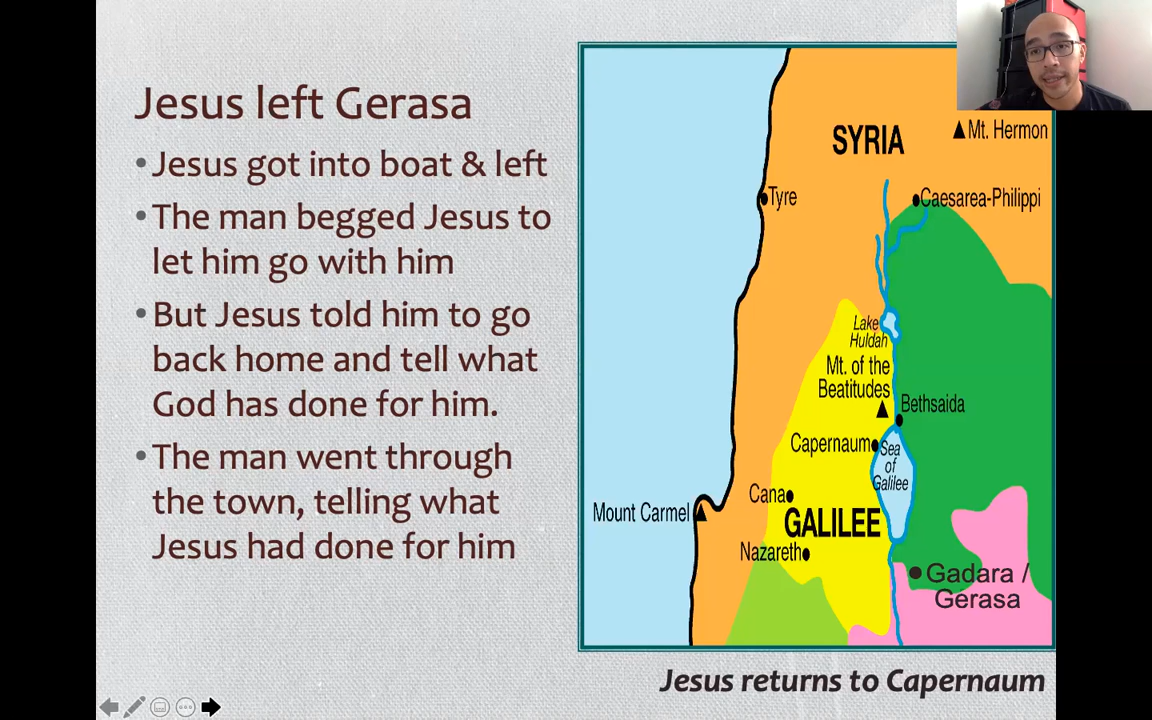 Jesus left Gerasa
•Jesus got into boat & left
•The man begged Jesus to
let him go with him
•But Jesus told him to go
back home and tell what
God has done for him.
•The man went through
the town, telling what
Jesus had done for him
SYRIA
Mt. Hermon
Tyre
Caesarea-Philippi
Lake
Huldah
Mt. of the
Beatitudes
Bethsaida
Capernaum
Sea
of
Galilee
Cana
Mount Carmel
GALILEE
Nazareth
Gadara /
Gerasa
Jesus returns to Capernaum